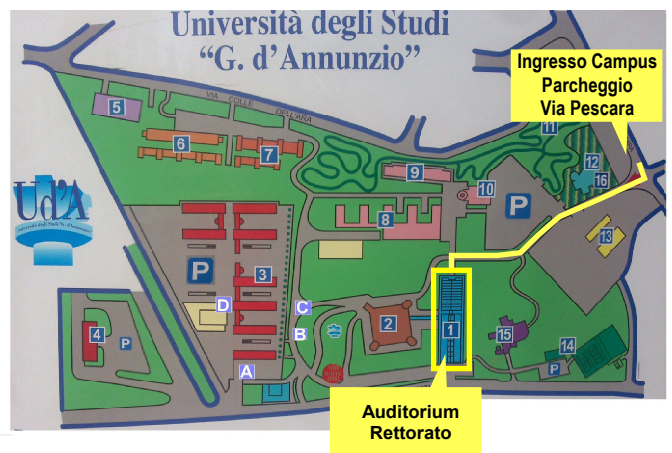 Università degli Studi
“G. d’Annunzio”
Ingresso Campus
Parcheggio
Via Pescara
VIA COLLE DELL'ARA
5
6
7
11
12
16
9
10
P
8
13
Ud'A
P
3
D
C
B
2
1
4
P
15
14
P
A
Auditorium
Rettorato